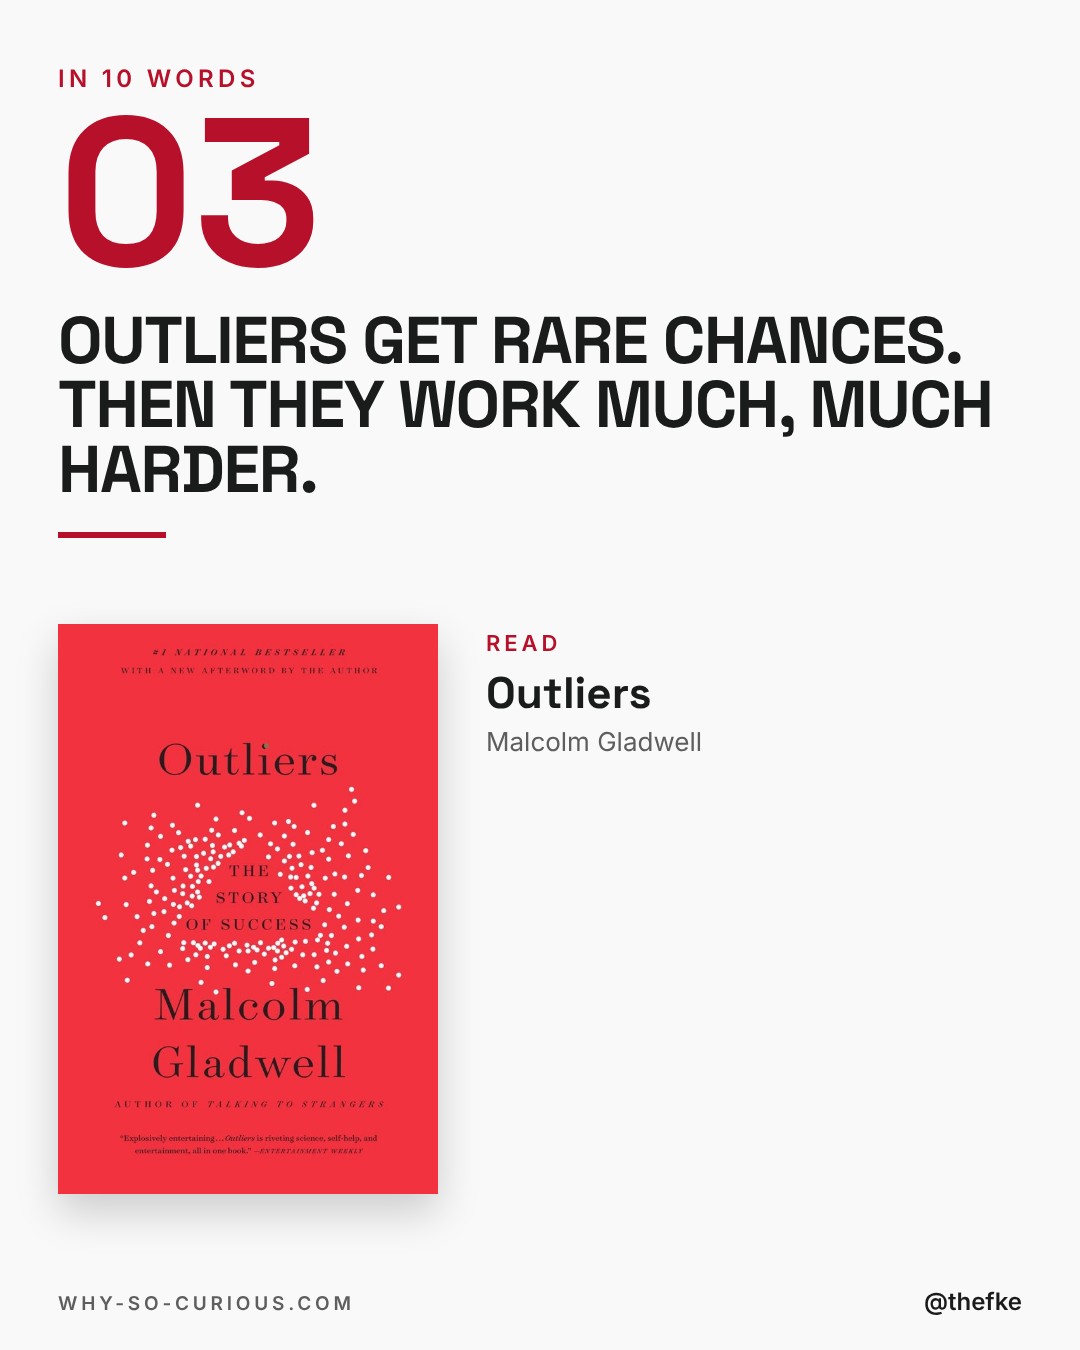 IN 10 WORDS
03
OUTLIERS GET RARE CHANCES.
THEN THEY WORK MUCH, MUCH
HARDER.
#1 NATIONAL BESTSELLER
WITH A NEW AFTERWORD BY THE AUTHOR
Outliers
THE
STORY
OF SUCCESS
Malcolm
Gladwell
AUTHOR OF TALKING TO STRANGERS
“Explosively entertaining...Outliers is riveting science, self-help, and
entertainment, all in one book.” —ENTERTAINMENT WEEKLY
READ
Outliers
Malcolm Gladwell
WHY-SO-CURIOUS.COM
@thefke